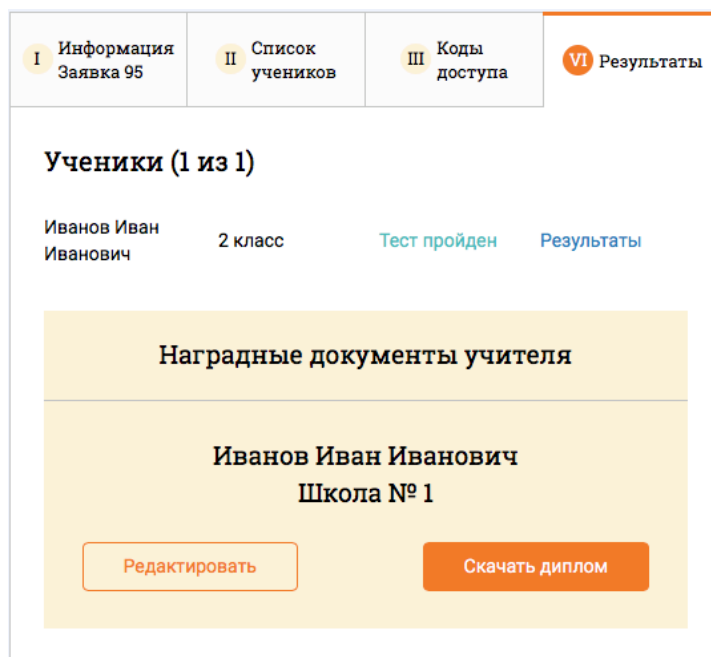 I Информация Заявка 95
II Список учеников
III Коды доступа
VI Результаты
Ученики (1 из 1)
Иванов Иван Иванович
2 класс
Тест пройден
Результаты
Наградные документы учителя
Иванов Иван Иванович
Школа № 1
Редактировать
Скачать диплом